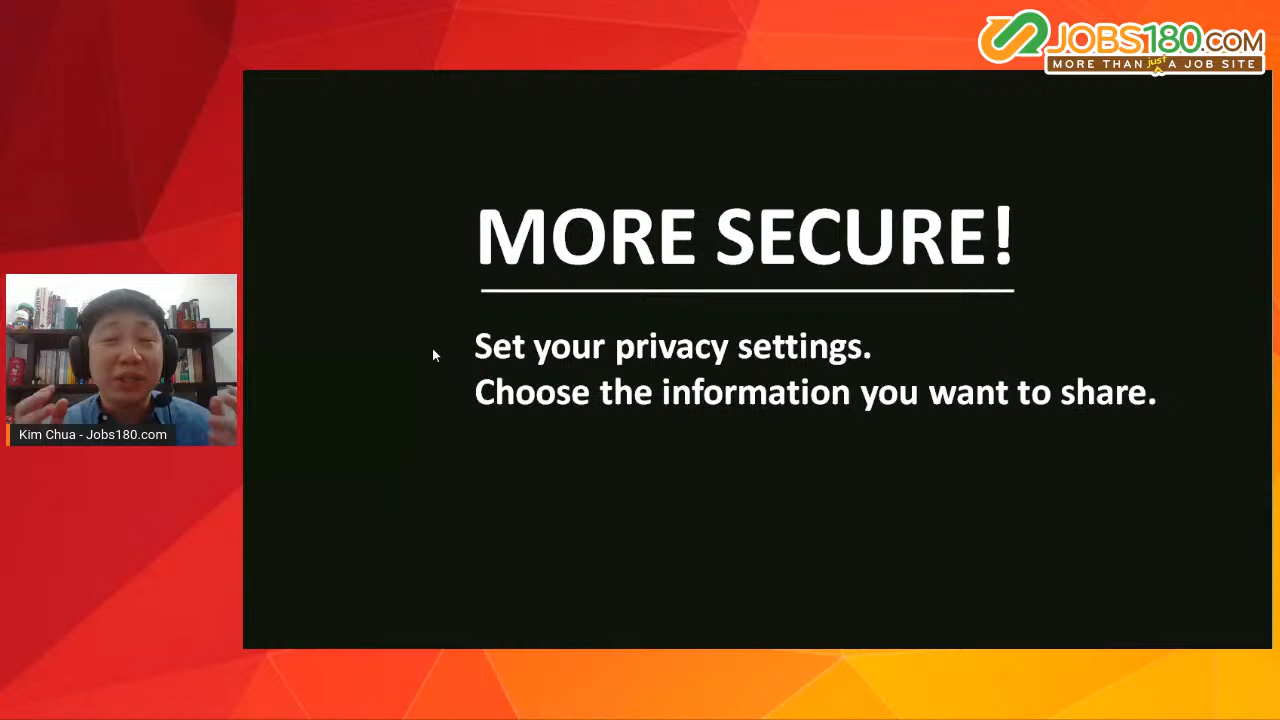 JOBS180.COM
MORE THAN just A JOB SITE
MORE SECURE!
Set your privacy settings.
Choose the information you want to share.
Kim Chua - Jobs180.com